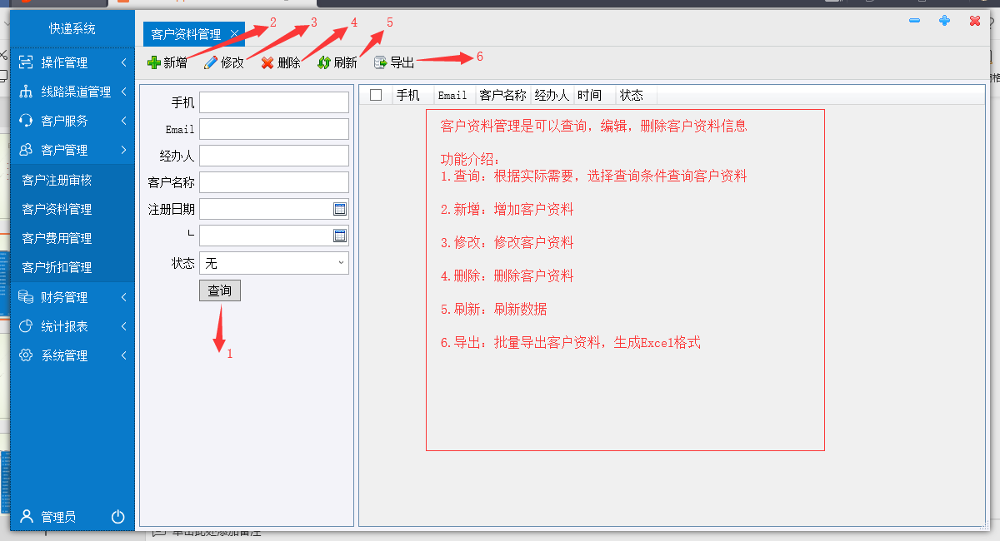 快递系统
客户资料管理
2
3
4
5
6
新增
修改
删除
刷新
导出
操作管理
线路渠道管理
客户服务
客户管理
客户注册审核
客户资料管理
客户费用管理
客户折扣管理
财务管理
统计报表
系统管理
管理员
手机
Email
经办人
客户名称
注册日期
状态
无
查询
1
手机 Email 客户名称 经办人 时间 状态
客户资料管理是可以查询，编辑，删除客户资料信息
功能介绍：
1.查询：根据实际需要，选择查询条件查询客户资料
2.新增：增加客户资料
3.修改：修改客户资料
4.删除：删除客户资料
5.刷新：刷新数据
6.导出：批量导出客户资料，生成Excel格式
单击此处添加备注